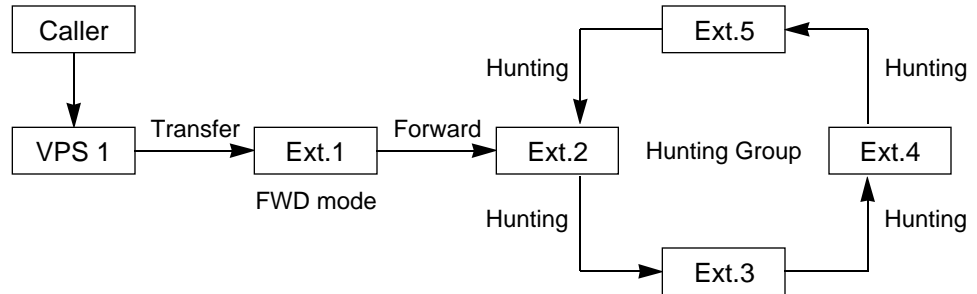 Caller
Ext.5
Hunting
Hunting
VPS 1
Transfer
Ext.1
Forward
Ext.2
Hunting Group
Ext.4
FWD mode
Hunting
Hunting
Ext.3